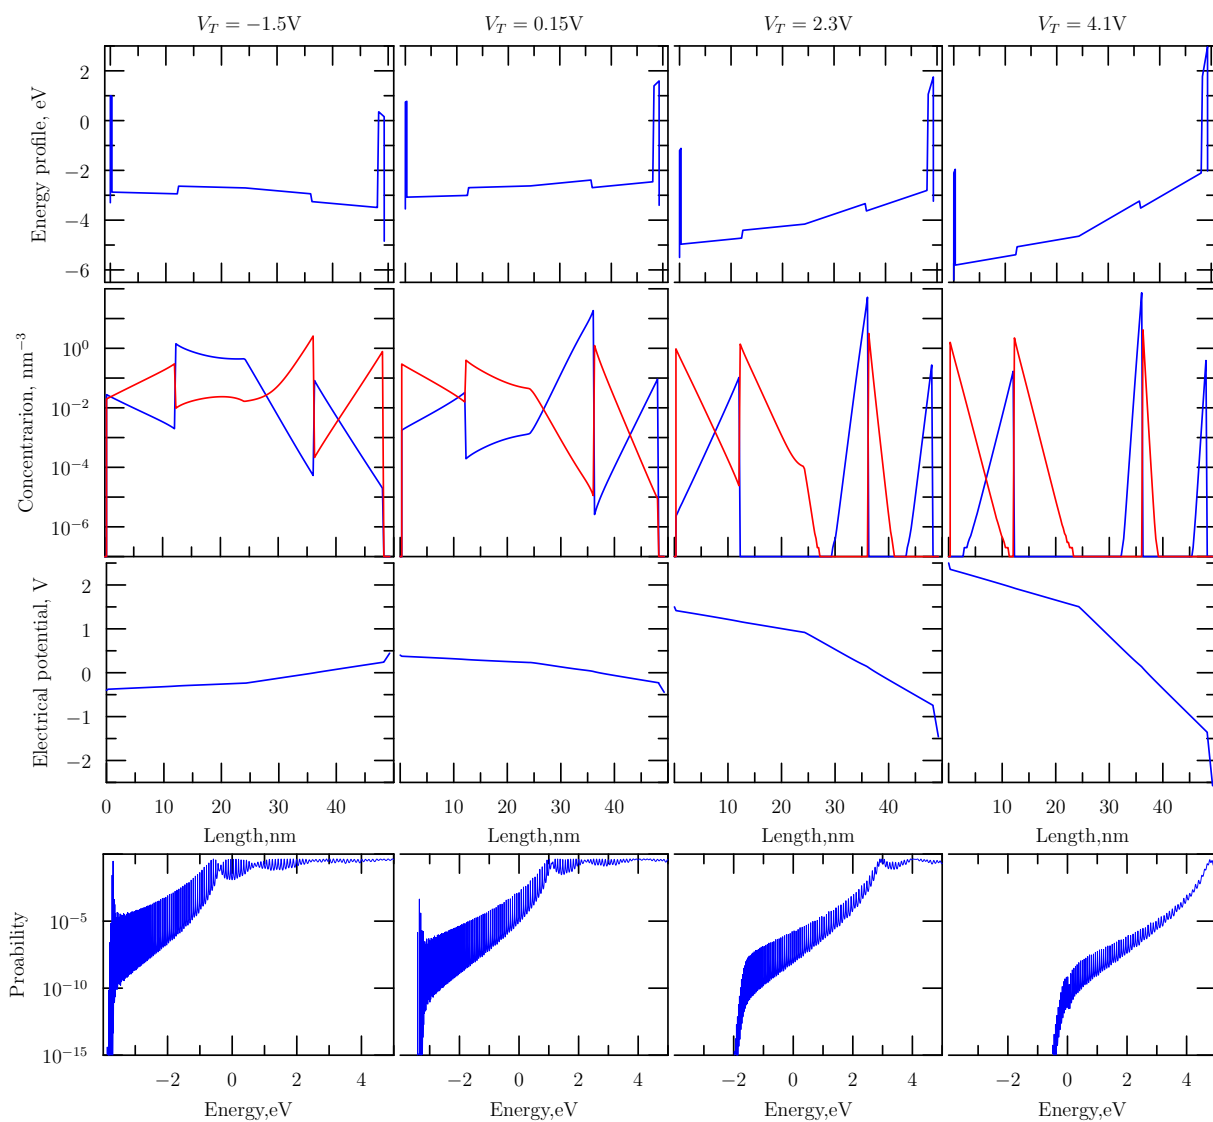 V_T = −1.5V V_T = 0.15V V_T = 2.3V V_T = 4.1V
Energy profile, eV
2
0
−2
−4
−6
Concentrarion, nm−3
10^0
10^−2
10^−4
10^−6
Electrical potential, V
2
1
0
−1
−2
0 10 20 30 40 10 20 30 40 10 20 30 40 10 20 30 40
Length,nm Length,nm Length,nm Length,nm
Proability
10^−5
10^−10
10^−15
−2 0 2 4 −2 0 2 4 −2 0 2 4 −2 0 2 4
Energy,eV Energy,eV Energy,eV Energy,eV